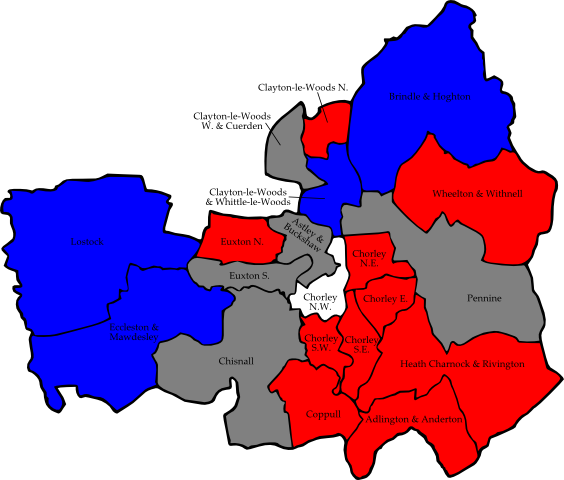 Clayton-le-Woods N.
Brindle & Hoghton
Clayton-le-Woods
W. & Cuerden
Clayton-le-Woods
& Whittle-le-Woods
Wheelton & Withnell
Lostock
Euxton N.
Astley &
Buckshaw
Chorley
N.E.
Euxton S.
Chorley
N.W.
Chorley E.
Pennine
Eccleston &
Mawdesley
Chorley
S.W.
Chorley
S.E.
Chisnall
Heath Charnock & Rivington
Coppull
Adlington & Anderton